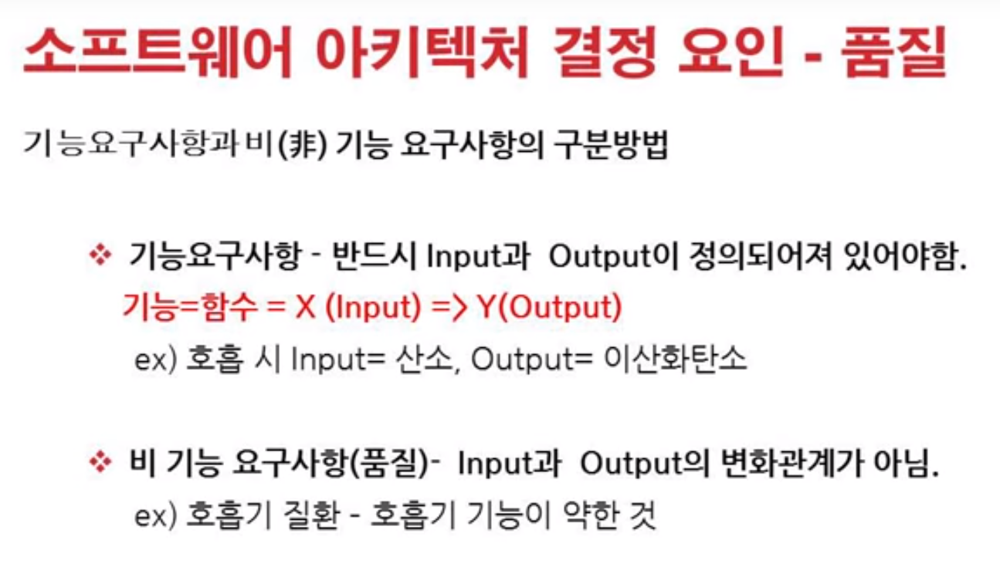 소프트웨어 아키텍처 결정 요인 - 품질
기능요구사항과 비(非) 기능 요구사항의 구분방법
❖ 기능요구사항 - 반드시 Input과 Output이 정의되어져 있어야함.
기능=함수 = X (Input) => Y(Output)
ex) 호흡 시 Input= 산소, Output= 이산화탄소
❖ 비 기능 요구사항(품질)- Input과 Output의 변화관계가 아님.
ex) 호흡기 질환 - 호흡기 기능이 약한 것